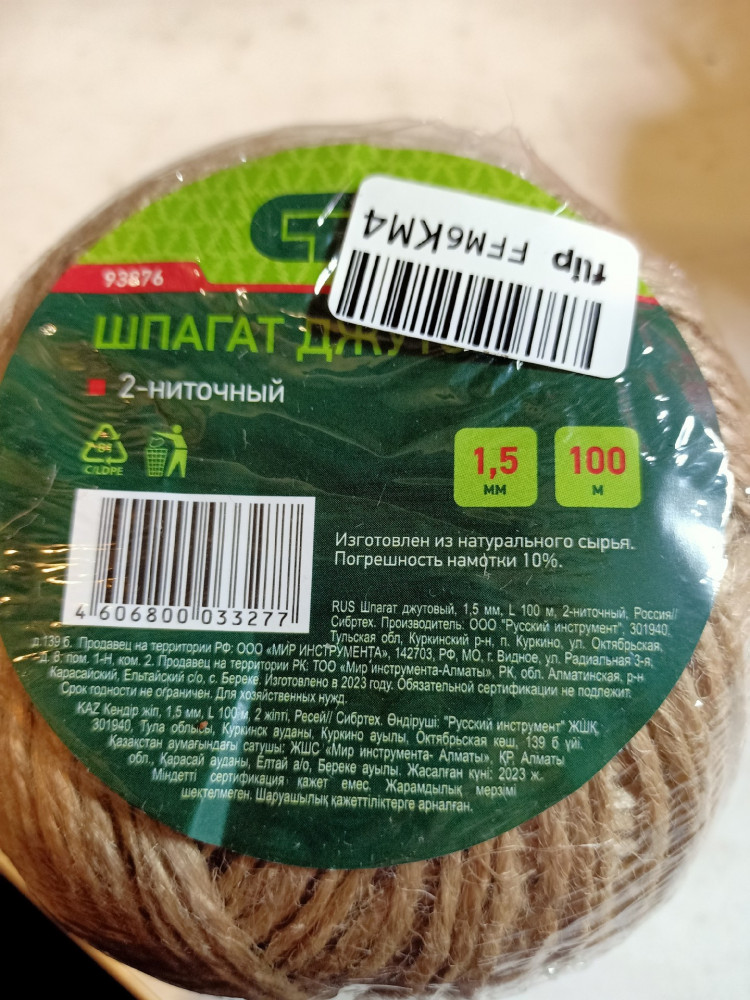 flip FFM6KM4
93876
ШПАГАТ
2-ниточный
C/LDPE
1,5
мм
100
м
4 606800 033277
Изготовлен из натурального сырья.
Погрешность намотки 10%.
RUS Шпагат джутовый, 1,5 мм, L 100 м, 2-ниточный, Россия//
Сибртех. Производитель: ООО "Русский инструмент", 301940,
Тульская обл, Куркинский р-н, п. Куркино, ул. Октябрьская,
д.139 б. Продавец на территории РФ: ООО «МИР ИНСТРУМЕНТА», 142703, РФ, МО, г. Видное, ул. Радиальная 3-я,
д. 8, пом. 1-Н, ком. 2. Продавец на территории РК: ТОО «Мир инструмента-Алматы», РК, обл. Алматинская, р-н
Карасайский, Ельтайский с/о, с. Береке. Изготовлено в 2023 году. Обязательной сертификации не подлежит.
Срок годности не ограничен. Для хозяйственных нужд.
KAZ Кендір жіп, 1,5 мм, L 100 м, 2 жіпті, Ресей// Сибртех. Өндіруші: "Русский инструмент" ЖШҚ,
301940, Тула облысы, Куркинск ауданы, Куркино ауылы, Октябрьская көш, 139 б үйі.
Қазақстан аумағындағы сатушы: ЖШС «Мир инструмента- Алматы», ҚР, Алматы
обл., Қарасай ауданы, Елтай а/о, Береке ауылы. Жасалған күні: 2023 ж.
Міндетті сертификация қажет емес. Жарамдылық мерзімі
шектелмеген. Шаруашылық қажеттіліктерге арналған.